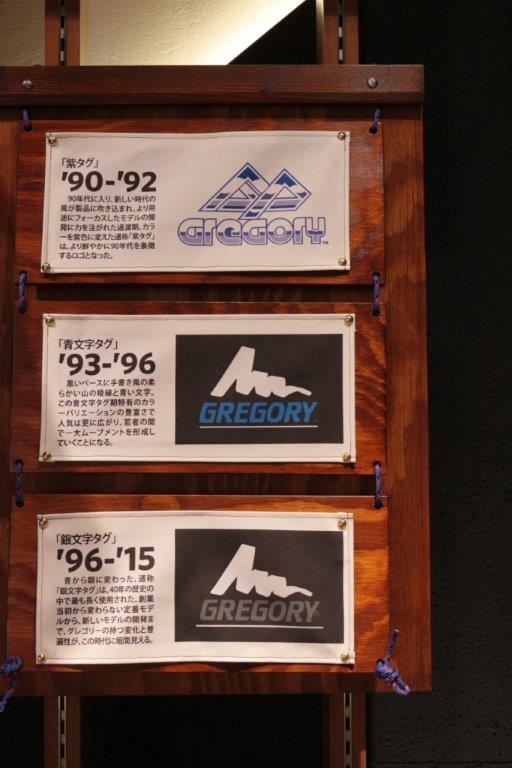 「紫タグ」
'90-'92
90年代に入り、新しい時代の
風が製品に吹き込まれ、より用
途にフォーカスしたモデルの開
発に力を注がれた過渡期。カラ
ーを紫色に変えた通称「紫タグ」
は、より鮮やかに90年代を象徴
するロゴとなった。
GREGORY™
「青文字タグ」
'93-'96
黒いベースに手書き風の柔
らかい山の稜線と青い文字。
この青文字タグ期特有のカラ
ーバリエーションの豊富さで
人気は更に広がり、若者の間
で一大ムーブメントを形成し
ていくことになる。
GREGORY
「銀文字タグ」
'96-'15
青から銀に変わった、通称
「銀文字タグ」は、40年の歴史の
中で最も長く使用された。創業
当初から変わらない定番モデ
ルから、新しいモデルの開発ま
で、グレゴリーの持つ変化と普
遍性が、この時代に垣間見える。
GREGORY